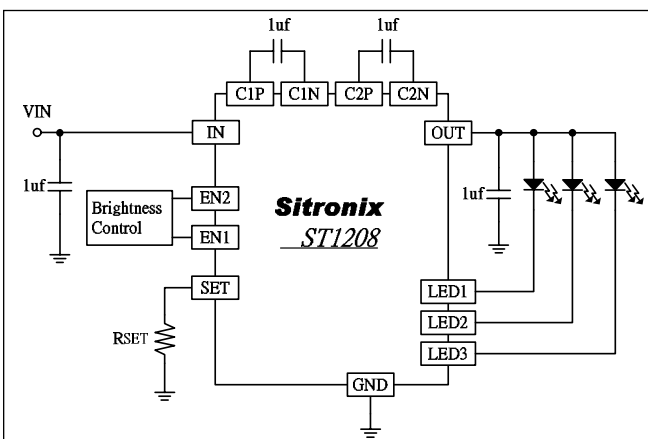 1uf
1uf
C1P
C1N
C2P
C2N
VIN
IN
OUT
1uf
1uf
EN2
Brightness
Control
EN1
Sitronix
ST1208
SET
LED1
LED2
RSET
LED3
GND